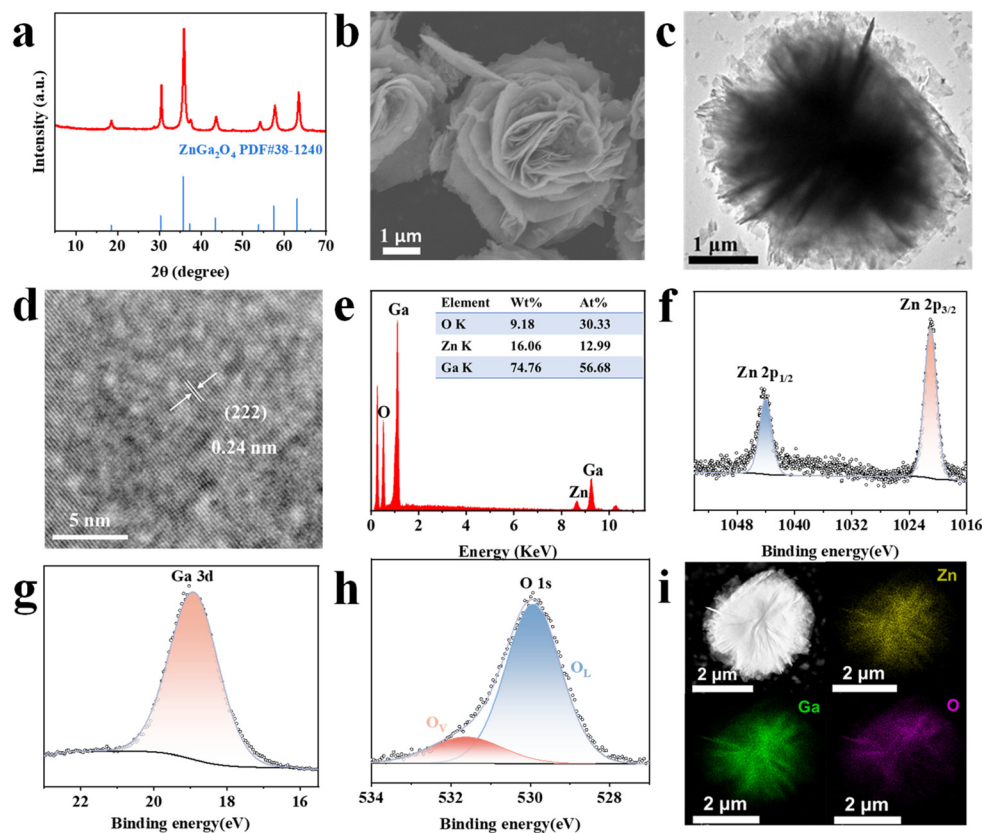 a
Intensity (a.u.)
ZnGa₂O₄ PDF#38-1240
10 20 30 40 50 60 70
2θ (degree)
b
1 μm
c
1 μm
d
(222)
0.24 nm
5 nm
e
Ga
O
Zn
Ga
Element Wt% At%
O K 9.18 30.33
Zn K 16.06 12.99
Ga K 74.76 56.68
0 2 4 6 8 10
Energy (KeV)
f
Zn 2p₃/₂
Zn 2p₁/₂
1048 1040 1032 1024 1016
Binding energy(eV)
g
Ga 3d
22 20 18 16
Binding energy(eV)
h
O 1s
O_L
O_V
534 532 530 528
Binding energy(eV)
i
Zn
2 μm
2 μm
Ga
O
2 μm
2 μm